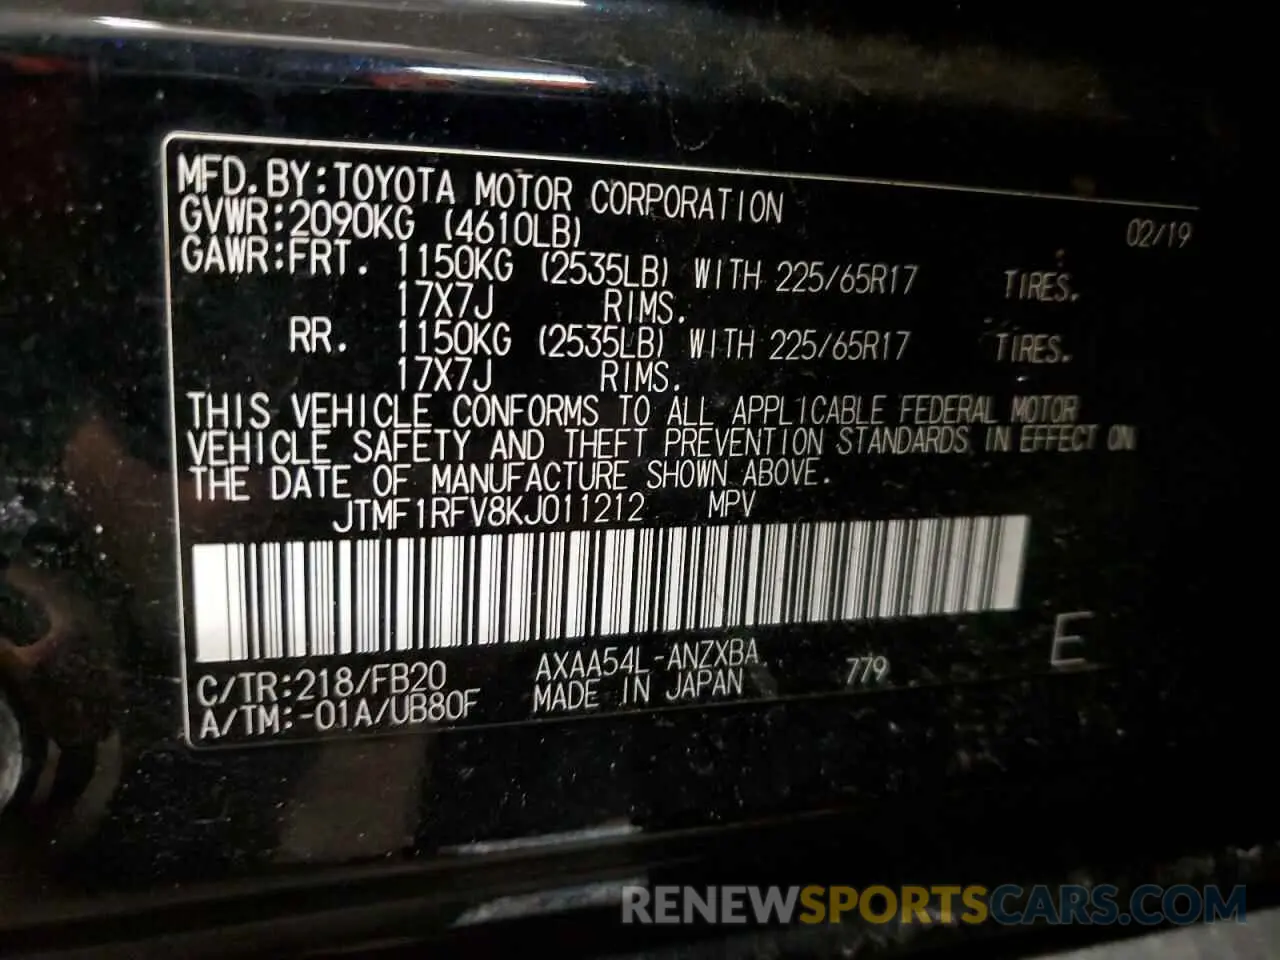 MFD.BY:TOYOTA MOTOR CORPORATION 02/19
GVWR:2090KG (4610LB)
GAWR:FRT. 1150KG (2535LB) WITH 225/65R17 TIRES.
17X7J RIMS.
RR. 1150KG (2535LB) WITH 225/65R17 TIRES.
17X7J RIMS.
THIS VEHICLE CONFORMS TO ALL APPLICABLE FEDERAL MOTOR
VEHICLE SAFETY AND THEFT PREVENTION STANDARDS IN EFFECT ON
THE DATE OF MANUFACTURE SHOWN ABOVE.
JTMF1RFV8KJ011212 MPV
C/TR:218/FB20 AXAA54L-ANZXBA 779 E
A/TM:-01A/UB80F MADE IN JAPAN
RENEWSPORTSCARS.COM